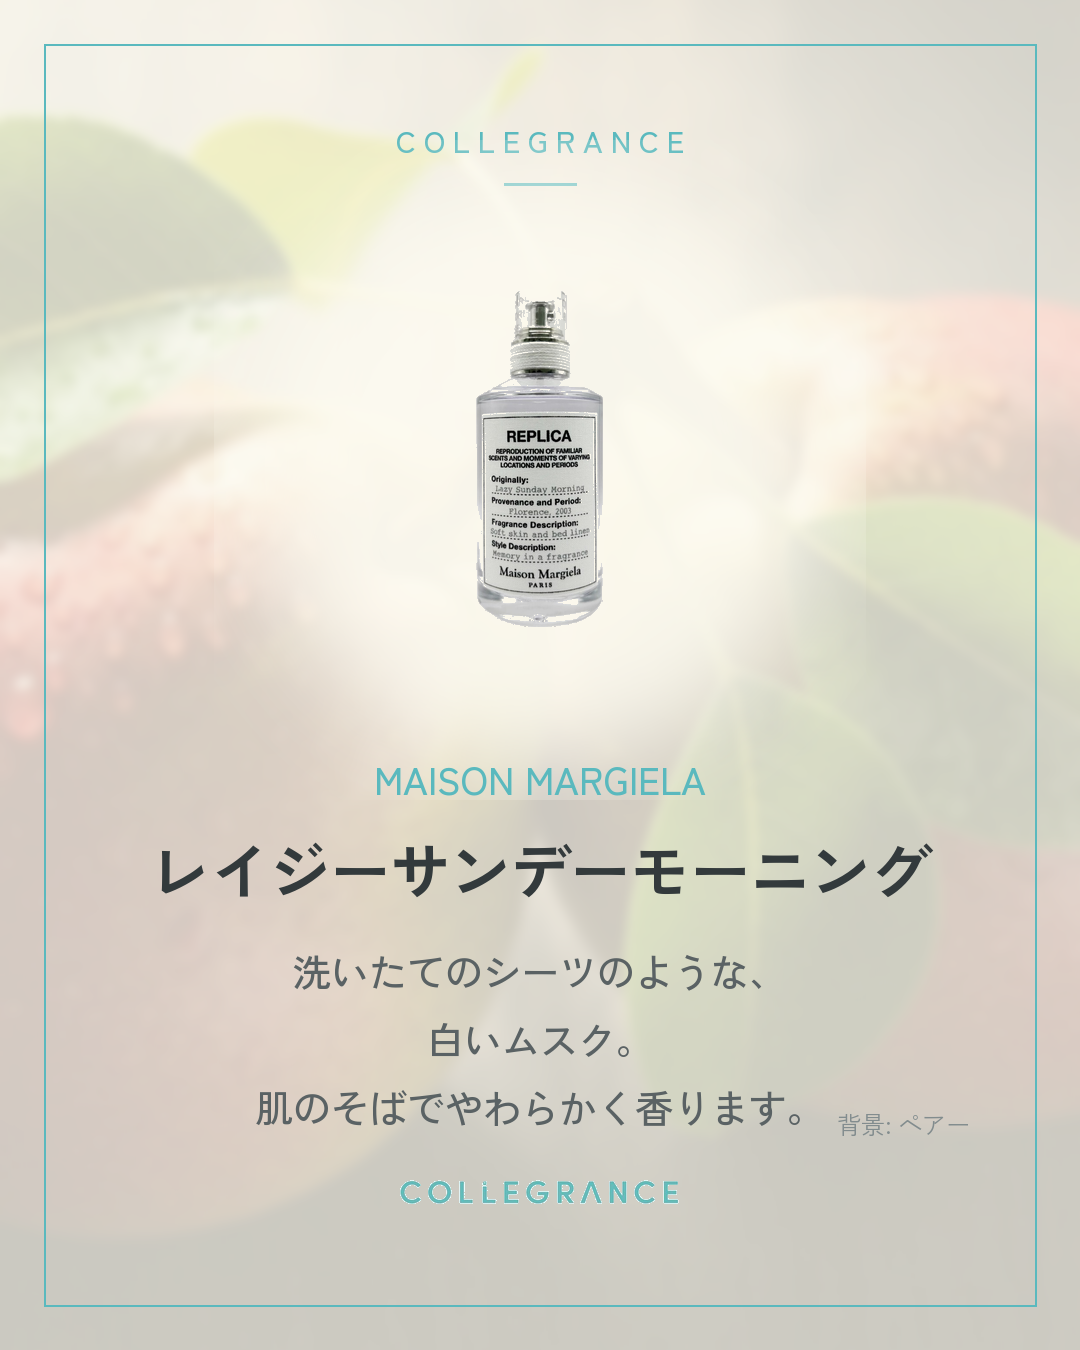 COLLEGRANCE
REPLICA
REPRODUCTION OF FAMILIAR
SCENTS AND MOMENTS OF VARYING
LOCATIONS AND PERIODS
Originally:
Lazy Sunday Morning
Provenance and Period:
Florence, 2003
Fragrance Description:
Soft skin and bed linen
Style Description:
Memory in a fragrance
Maison Margiela
PARIS
MAISON MARGIELA
レイジーサンデーモーニング
洗いたてのシーツのような、
白いムスク。
肌のそばでやわらかく香ります。
背景: ペアー
COLLEGRANCE